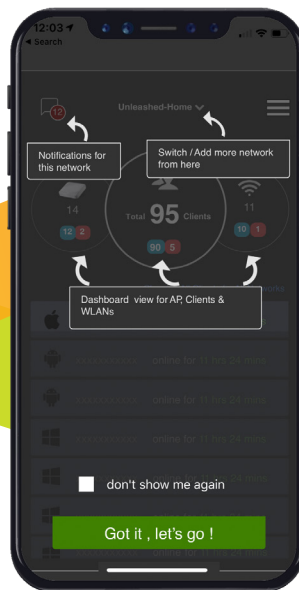 12:03
Search
12
Unleashed-Home
Notifications for
this network
Switch / Add more network
from here
14
12 2
Total 95 Clients
90 5
11
10 1
Dashboard view for AP, Clients &
WLANs
works
online for 11 hrs 24 mins
online for 11 hrs 24 mins
online for 11 hrs 24 mins
don't show me again
Got it , let's go !